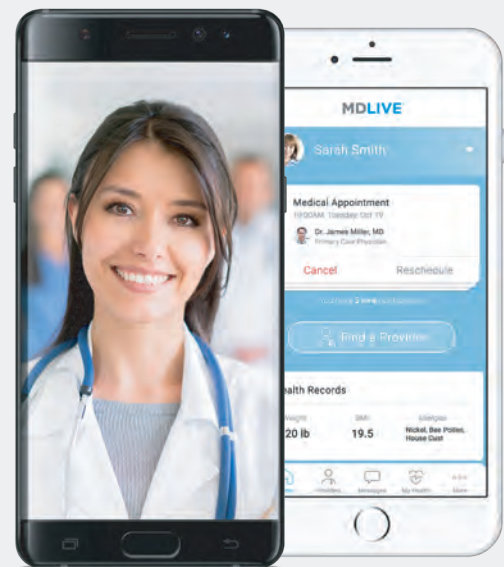 MDLIVE
Sarah Smith
Medical Appointment
10:00AM, Tuesday Oct 19
Dr. James Miller, MD
Primary Care Physician
Cancel Reschedule
Find a Provider
ealth Records
BMI Allergies
20 lb 19.5 Nickel, Bee Pollen,
House Dust
Providers Messages My Health More